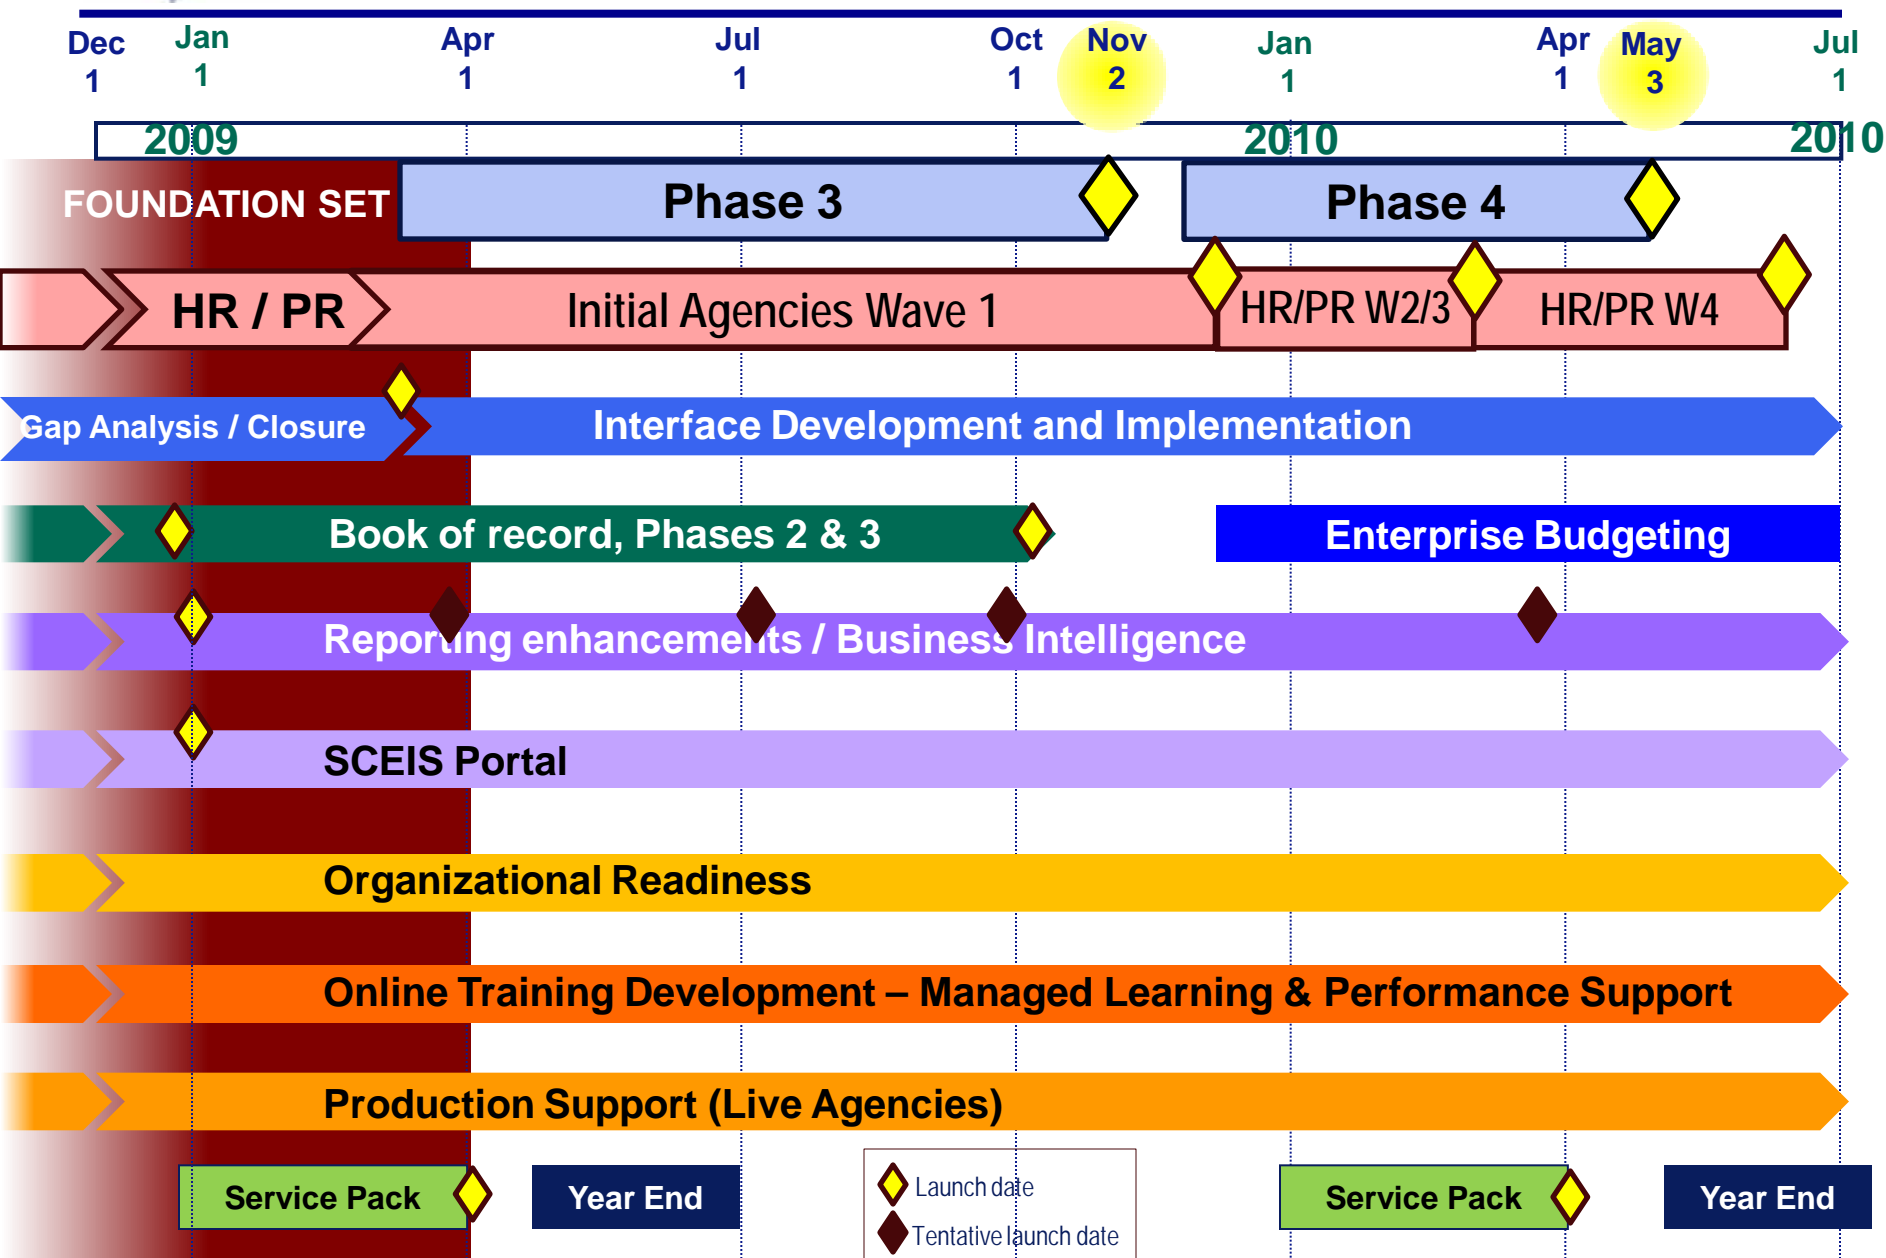 Dec Jan Apr Jul Oct Nov Jan Apr May Jul
1 1 1 1 1 2 1 1 3 1
2009 2010 2010
FOUNDATION SET Phase 3 Phase 4
HR / PR Initial Agencies Wave 1 HR/PR W2/3 HR/PR W4
Gap Analysis / Closure Interface Development and Implementation
Book of record, Phases 2 & 3 Enterprise Budgeting
Reporting enhancements / Business Intelligence
SCEIS Portal
Organizational Readiness
Online Training Development – Managed Learning & Performance Support
Production Support (Live Agencies)
Service Pack Year End Launch date Service Pack Year End
Tentative launch date